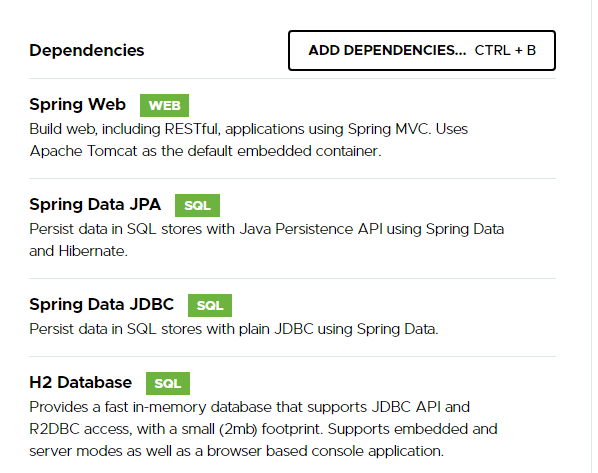 Dependencies
ADD DEPENDENCIES... CTRL + B
Spring Web WEB
Build web, including RESTful, applications using Spring MVC. Uses
Apache Tomcat as the default embedded container.
Spring Data JPA SQL
Persist data in SQL stores with Java Persistence API using Spring Data
and Hibernate.
Spring Data JDBC SQL
Persist data in SQL stores with plain JDBC using Spring Data.
H2 Database SQL
Provides a fast in-memory database that supports JDBC API and
R2DBC access, with a small (2mb) footprint. Supports embedded and
server modes as well as a browser based console application.